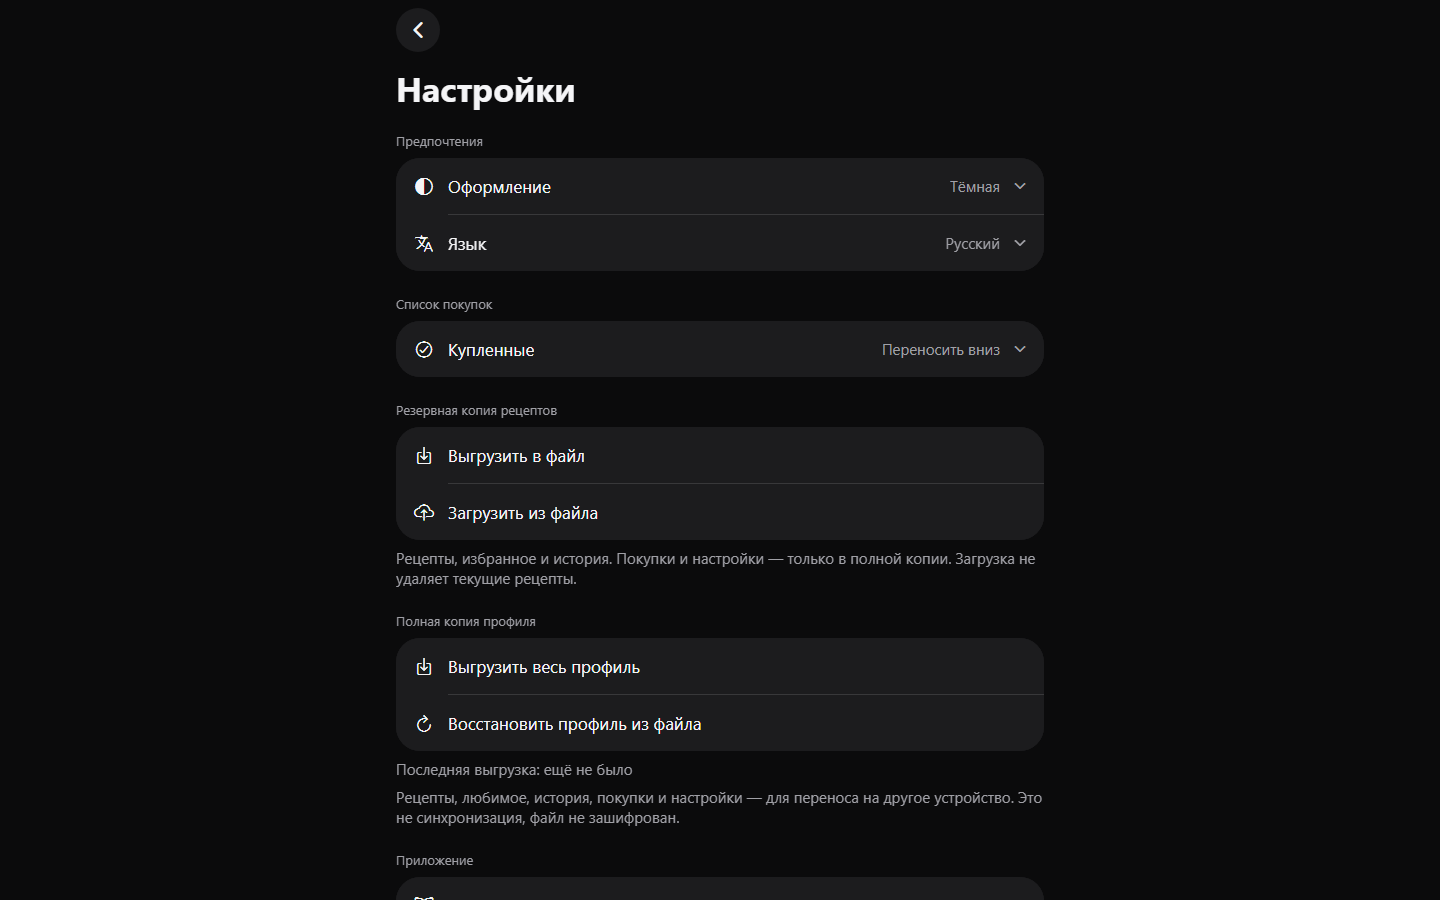 Настройки
Предпочтения
Оформление
Тёмная
Язык
Русский
Список покупок
Купленные
Переносить вниз
Резервная копия рецептов
Выгрузить в файл
Загрузить из файла
Рецепты, избранное и история. Покупки и настройки — только в полной копии. Загрузка не
удаляет текущие рецепты.
Полная копия профиля
Выгрузить весь профиль
Восстановить профиль из файла
Последняя выгрузка: ещё не было
Рецепты, любимое, история, покупки и настройки — для переноса на другое устройство. Это
не синхронизация, файл не зашифрован.
Приложение